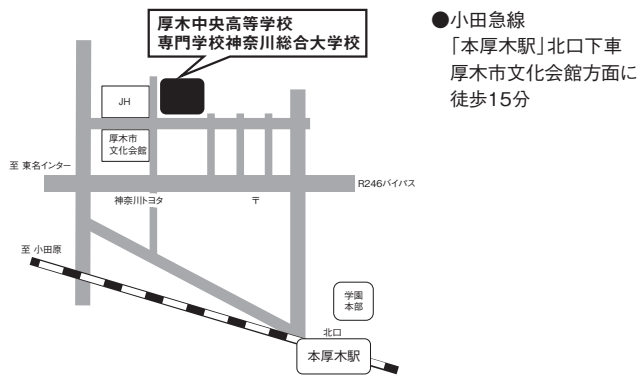 厚木中央高等学校
専門学校神奈川総合大学校
●小田急線
「本厚木駅」北口下車
厚木市文化会館方面に
徒歩15分
JH
厚木市
文化会館
至 東名インター
R246バイパス
神奈川トヨタ
〒
至 小田原
学園
本部
北口
本厚木駅